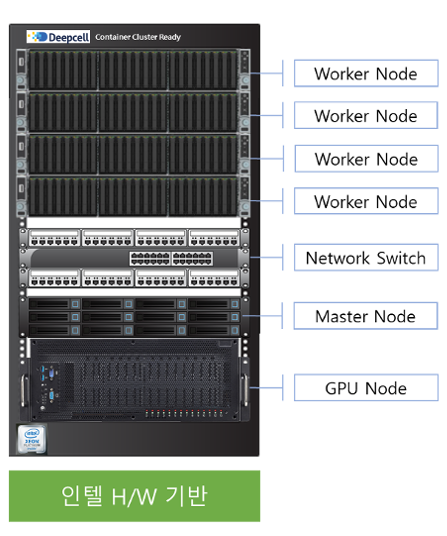 Deepcell Container Cluster Ready
Worker Node
Worker Node
Worker Node
Worker Node
Network Switch
Master Node
GPU Node
XEON
인텔 H/W 기반